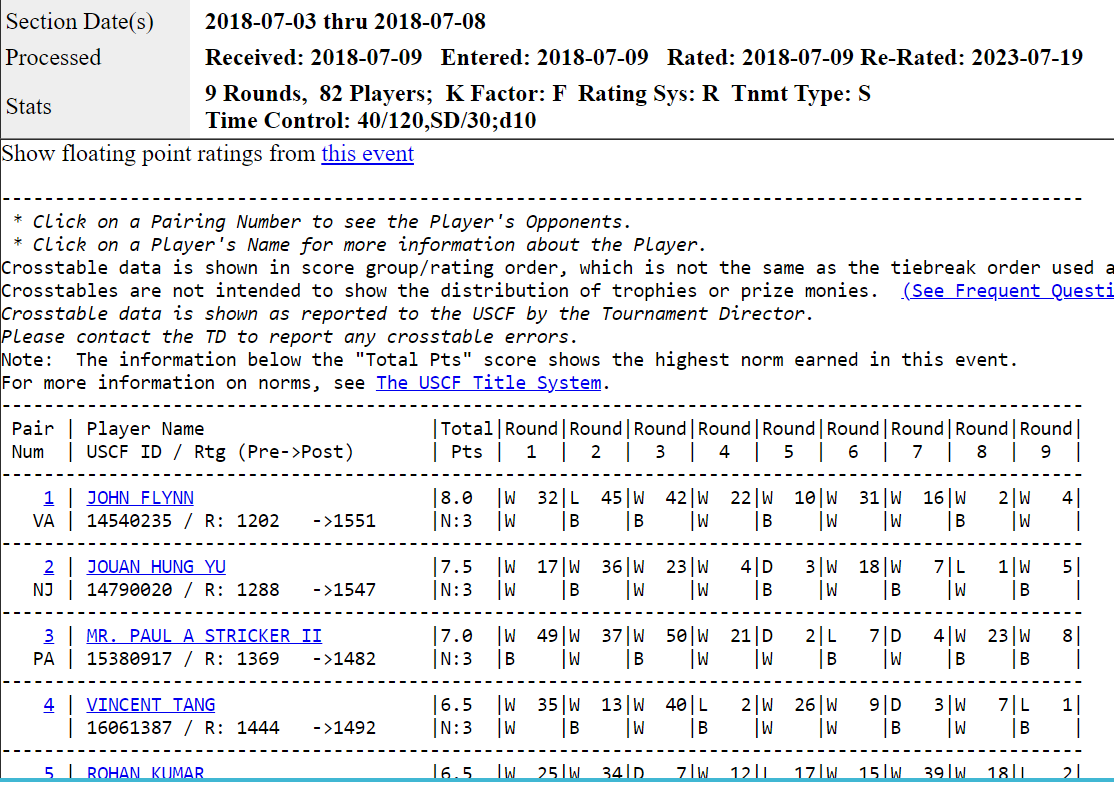 Section Date(s) 2018-07-03 thru 2018-07-08
Processed Received: 2018-07-09 Entered: 2018-07-09 Rated: 2018-07-09 Re-Rated: 2023-07-19
Stats 9 Rounds, 82 Players; K Factor: F Rating Sys: R Tnmt Type: S
Time Control: 40/120,SD/30;d10
Show floating point ratings from this event
* Click on a Pairing Number to see the Player's Opponents.
* Click on a Player's Name for more information about the Player.
Crosstable data is shown in score group/rating order, which is not the same as the tiebreak order used a
Crosstables are not intended to show the distribution of trophies or prize monies. (See Frequent Questi
Crosstable data is shown as reported to the USCF by the Tournament Director.
Please contact the TD to report any crosstable errors.
Note: The information below the "Total Pts" score shows the highest norm earned in this event.
For more information on norms, see The USCF Title System.
Pair | Player Name |Total|Round|Round|Round|Round|Round|Round|Round|Round|Round|
Num | USCF ID / Rtg (Pre->Post) | Pts | 1 | 2 | 3 | 4 | 5 | 6 | 7 | 8 | 9 |
1 | JOHN FLYNN |8.0 |W 32|L 45|W 42|W 22|W 10|W 31|W 16|W 2|W 4|
VA | 14540235 / R: 1202 ->1551 |N:3 |W |B |B |W |B |W |W |B |W |
2 | JOUAN HUNG YU |7.5 |W 17|W 36|W 23|W 4|D 3|W 18|W 7|L 1|W 5|
NJ | 14790020 / R: 1288 ->1547 |N:3 |W |B |W |W |B |W |B |W |B |
3 | MR. PAUL A STRICKER II |7.0 |W 49|W 37|W 50|W 21|D 2|L 7|D 4|W 23|W 8|
PA | 15380917 / R: 1369 ->1482 |N:3 |B |W |B |W |W |B |W |B |B |
4 | VINCENT TANG |6.5 |W 35|W 13|W 40|L 2|W 26|W 9|D 3|W 7|L 1|
| 16061387 / R: 1444 ->1492 |N:3 |W |B |W |B |W |W |B |W |B |
5 | ROHAN KUMAR |6.5 |W 25|W 34|D 7|W 12|L 17|W 15|W 39|W 18|L 2|